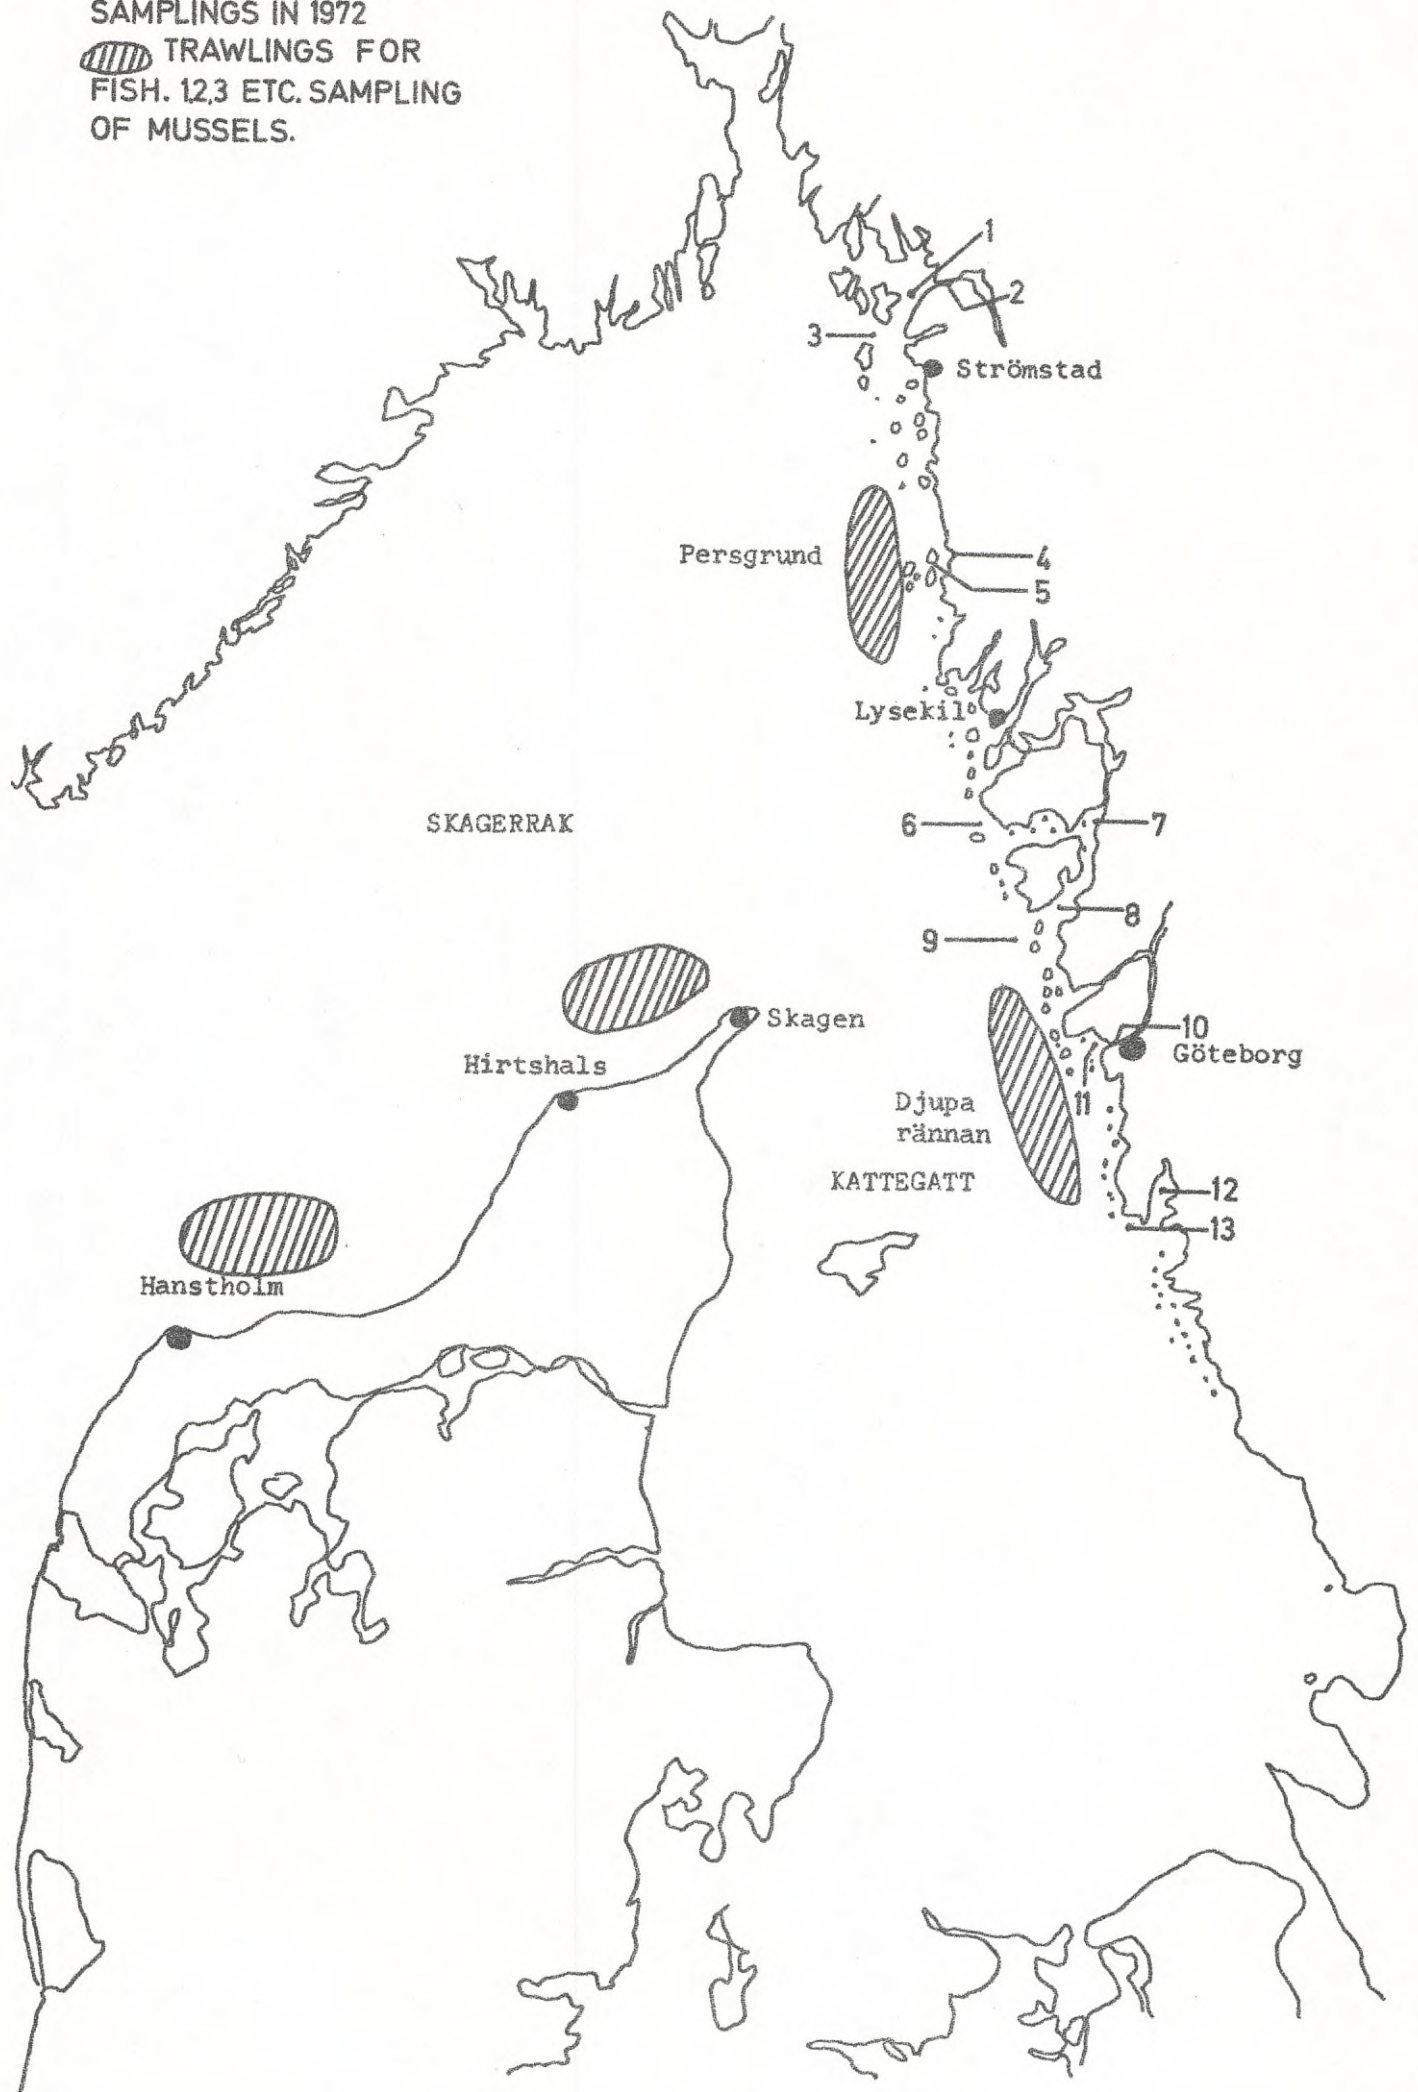 SAMPLINGS IN 1972
TRAWLINGS FOR
FISH. 1,2,3 ETC. SAMPLING
OF MUSSELS.
1
2
3
Strömstad
Persgrund
4
5
Lysekil
SKAGERRAK
6
7
8
9
Skagen
10
Göteborg
Hirtshals
Djupa
rännan
11
KATTEGATT
12
13
Hanstholm